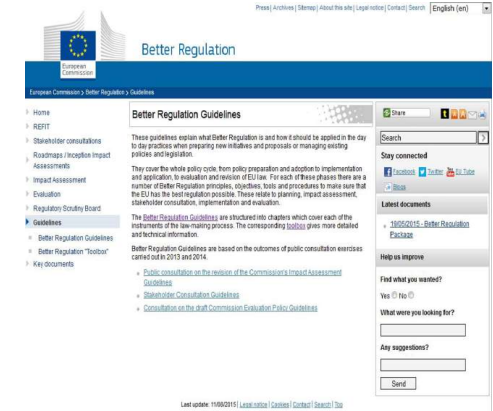 Press | Archives | Sitemap | About this site | Legal notice | Contact | Search English (en)
European
Commission
Better Regulation
European Commission > Better Regulation > Guidelines
Home
REFIT
Stakeholder consultations
Roadmaps / Inception Impact
Assessments
Impact Assessment
Evaluation
Regulatory Scrutiny Board
Guidelines
Better Regulation Guidelines
Better Regulation "Toolbox"
Key documents
Better Regulation Guidelines
These guidelines explain what Better Regulation is and how it should be applied in the day
to day practices when preparing new initiatives and proposals or managing existing
policies and legislation.
They cover the whole policy cycle, from policy preparation and adoption to implementation
and application, to evaluation and revision of EU law. For each of these phases there are a
number of Better Regulation principles, objectives, tools and procedures to make sure that
the EU has the best regulation possible. These relate to planning, impact assessment,
stakeholder consultation, implementation and evaluation.
The Better Regulation Guidelines are structured into chapters which cover each of the
instruments of the law-making process. The corresponding toolbox gives more detailed
and technical information.
Better Regulation Guidelines are based on the outcomes of public consultation exercises
carried out in 2013 and 2014.
Public consultation on the revision of the Commission's Impact Assessment
Guidelines
Stakeholder Consultation Guidelines
Consultation on the draft Commission Evaluation Policy Guidelines
Share
Search
Stay connected
Facebook Twitter EU Tube
Blogs
Latest documents
19/05/2015 - Better Regulation
Package
Help us improve
Find what you wanted?
Yes No
What were you looking for?
Any suggestions?
Send
Last update: 11/08/2015 | Legal notice | Cookies | Contact | Search | Top